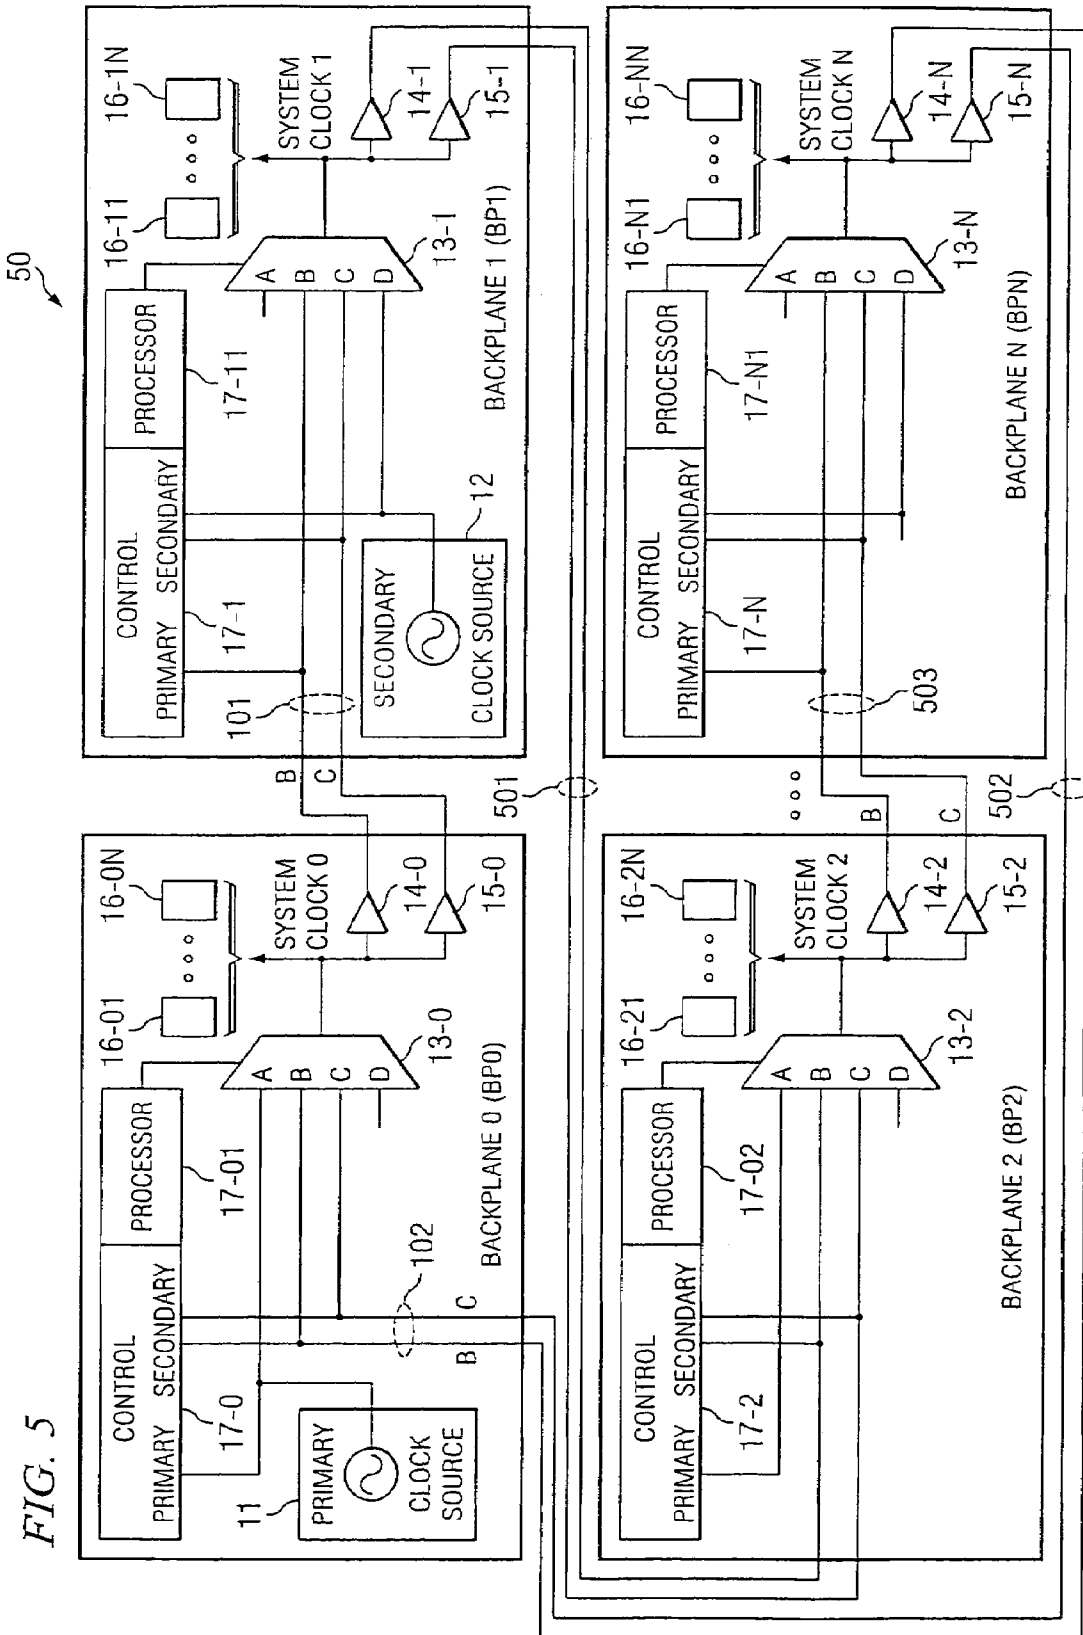 FIG. 5
50
CONTROL
PROCESSOR
PRIMARY SECONDARY
17-0
17-01
16-01
16-0N
SYSTEM
CLOCK 0
A
B
C
D
13-0
14-0
15-0
11
PRIMARY
CLOCK
SOURCE
102
B
C
BACKPLANE 0 (BP0)
B
C
CONTROL
PROCESSOR
PRIMARY SECONDARY
17-1
17-11
16-11
16-1N
SYSTEM
CLOCK 1
101
A
B
C
D
13-1
14-1
15-1
SECONDARY
CLOCK SOURCE
12
BACKPLANE 1 (BP1)
501
CONTROL
PROCESSOR
PRIMARY SECONDARY
17-2
17-02
16-21
16-2N
SYSTEM
CLOCK 2
A
B
C
D
13-2
14-2
15-2
BACKPLANE 2 (BP2)
B
C
502
CONTROL
PROCESSOR
PRIMARY SECONDARY
17-N
17-N1
16-N1
16-NN
SYSTEM
CLOCK N
A
B
C
D
13-N
14-N
15-N
503
BACKPLANE N (BPN)